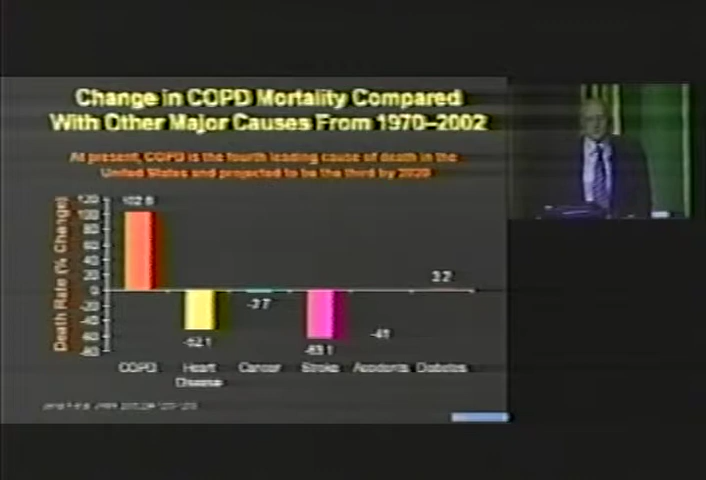 Change in COPD Mortality Compared
With Other Major Causes From 1970–2002
At present, COPD is the fourth leading cause of death in the
United States and projected to be the third by 2020
Death Rate (% Change)
120
100
80
60
40
20
0
-20
-40
-60
-80
102.8
-52.1
-3.7
-63.1
-41
3.2
COPD
Heart
Disease
Cancer
Stroke
Accidents
Diabetes